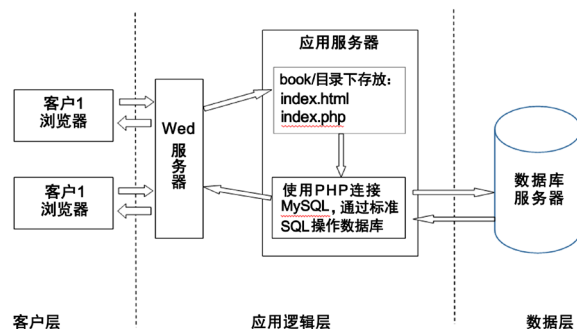 应用服务器
book/目录下存放：
index.html
index.php
客户1
浏览器
Wed
服
务
器
客户1
浏览器
使用PHP连接
MySQL，通过标准
SQL操作数据库
数据库
服务器
客户层
应用逻辑层
数据层